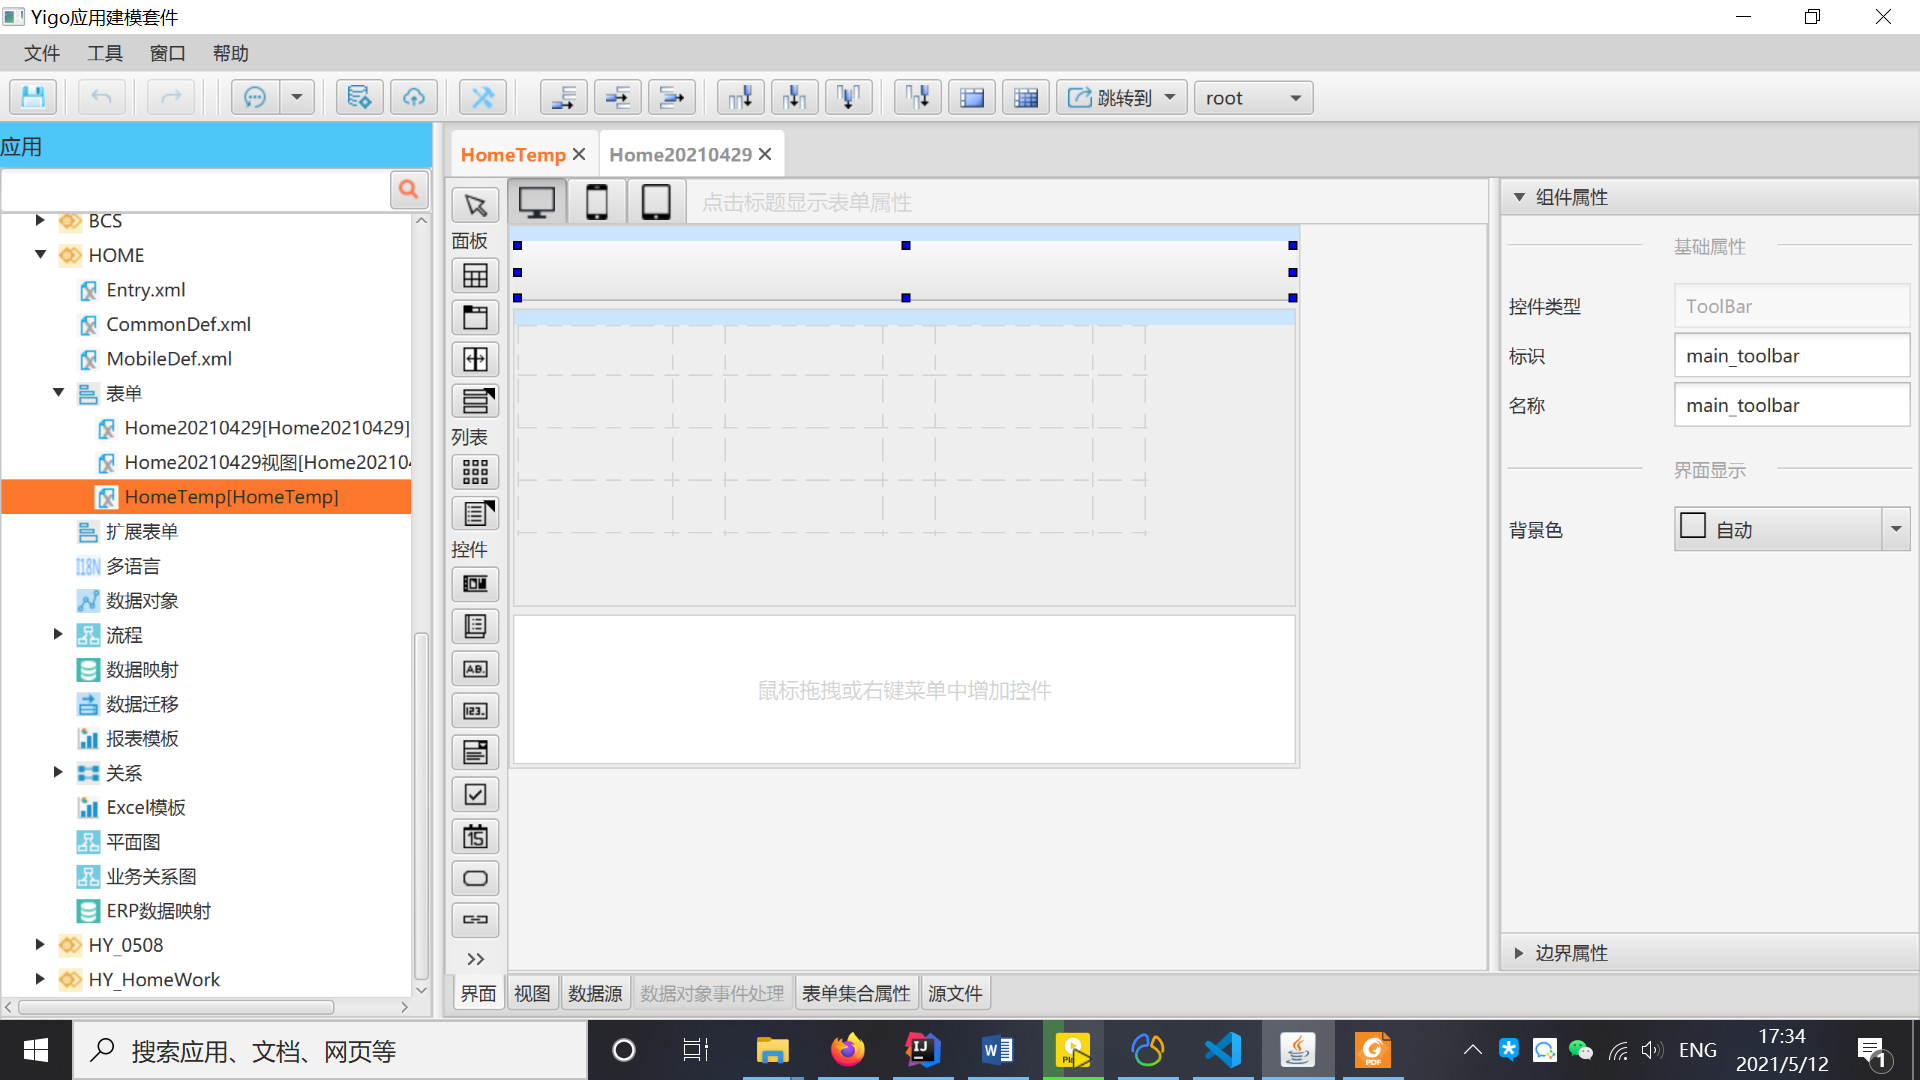 Yigo应用建模套件
文件 工具 窗口 帮助
跳转到 root
应用
HomeTemp Home20210429
点击标题显示表单属性
BCS
HOME
Entry.xml
CommonDef.xml
MobileDef.xml
表单
Home20210429[Home20210429]
Home20210429视图[Home20210
HomeTemp[HomeTemp]
扩展表单
I18N 多语言
数据对象
流程
数据映射
数据迁移
报表模板
关系
Excel模板
平面图
业务关系图
ERP数据映射
HY_0508
HY_HomeWork
面板
列表
控件
AB.
123.
15
鼠标拖拽或右键菜单中增加控件
组件属性
基础属性
控件类型 ToolBar
标识 main_toolbar
名称 main_toolbar
界面显示
背景色 自动
边界属性
界面 视图 数据源 数据对象事件处理 表单集合属性 源文件
搜索应用、文档、网页等
ENG
17:34
2021/5/12
1